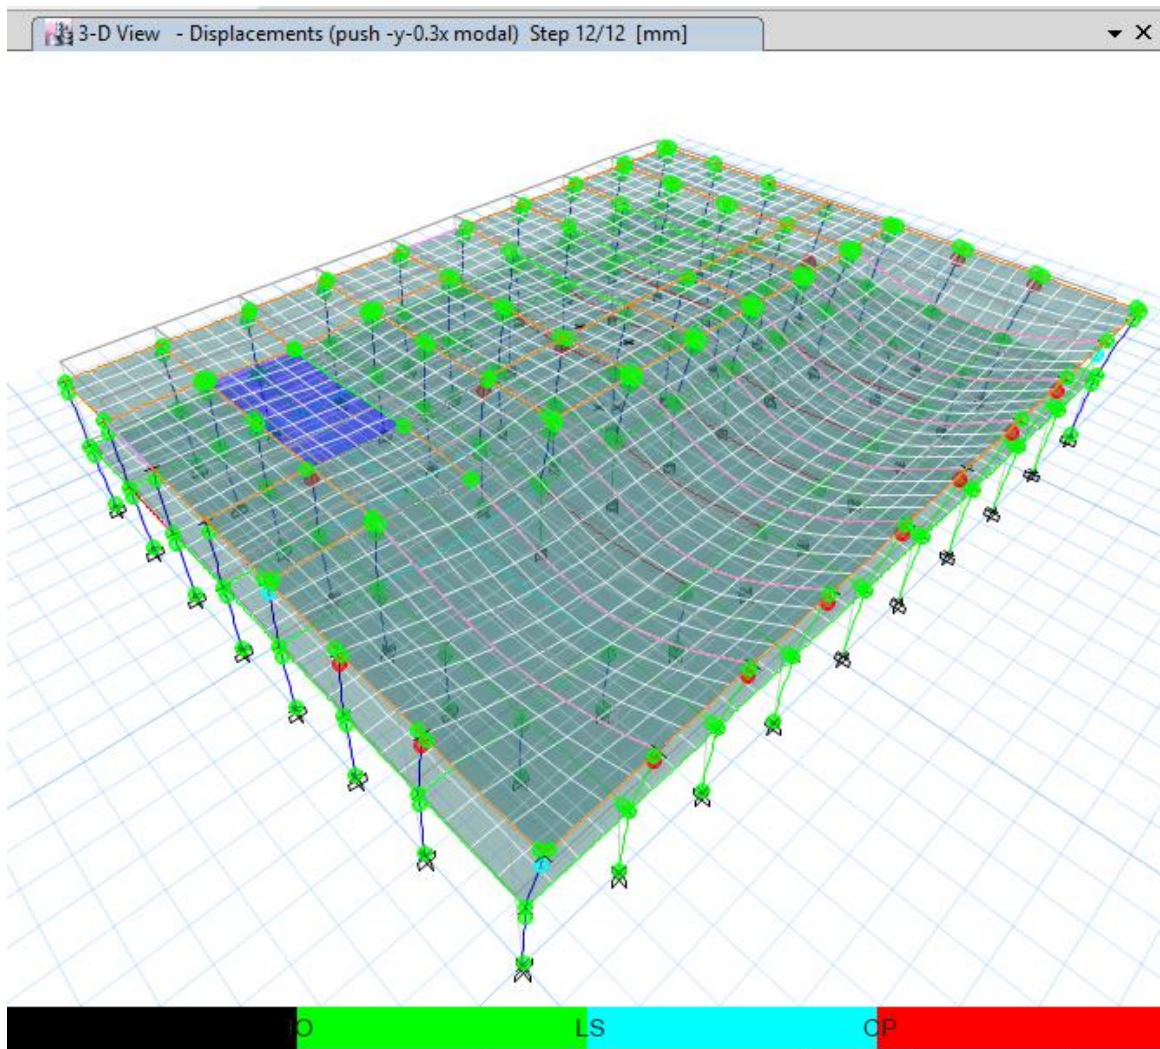 3-D View - Displacements (push -y-0.3x modal) Step 12/12 [mm]
IO LS CP